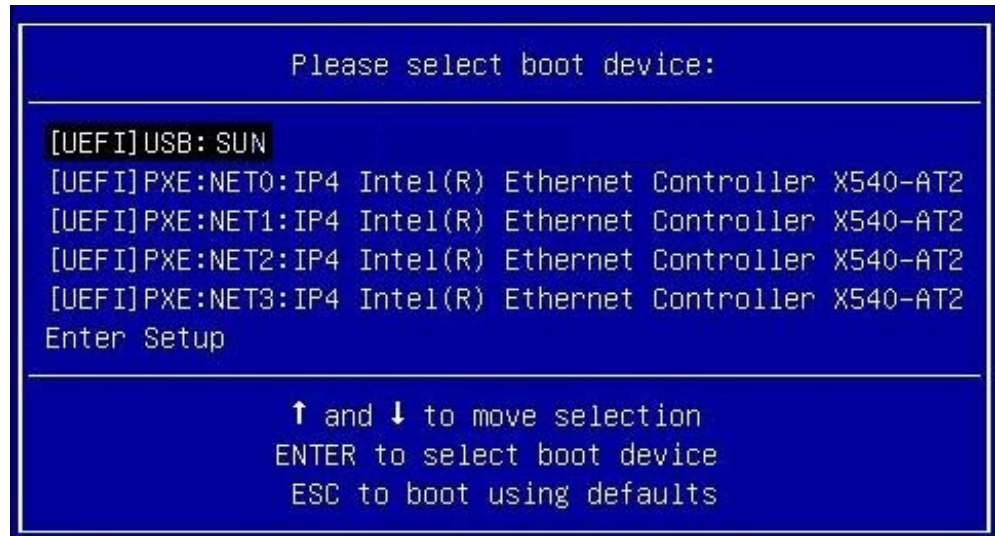 Please select boot device:
[UEFI]USB:SUN
[UEFI]PXE:NET0:IP4 Intel(R) Ethernet Controller X540-AT2
[UEFI]PXE:NET1:IP4 Intel(R) Ethernet Controller X540-AT2
[UEFI]PXE:NET2:IP4 Intel(R) Ethernet Controller X540-AT2
[UEFI]PXE:NET3:IP4 Intel(R) Ethernet Controller X540-AT2
Enter Setup
↑ and ↓ to move selection
ENTER to select boot device
ESC to boot using defaults